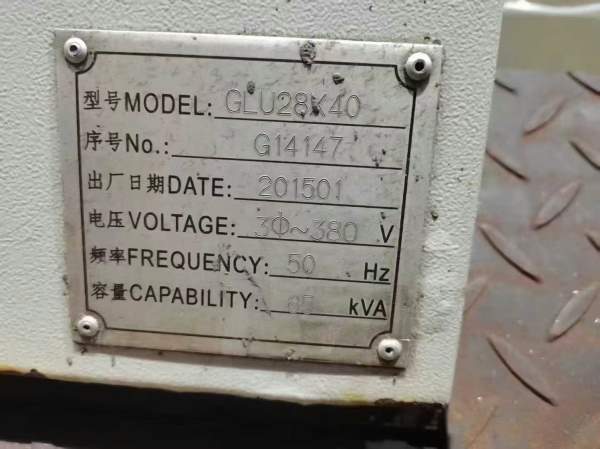 型号MODEL: GLU28X40
序号No.: G14147
出厂日期DATE: 201501
电压VOLTAGE: 3Φ~380 V
频率FREQUENCY: 50 Hz
容量CAPABILITY: kVA